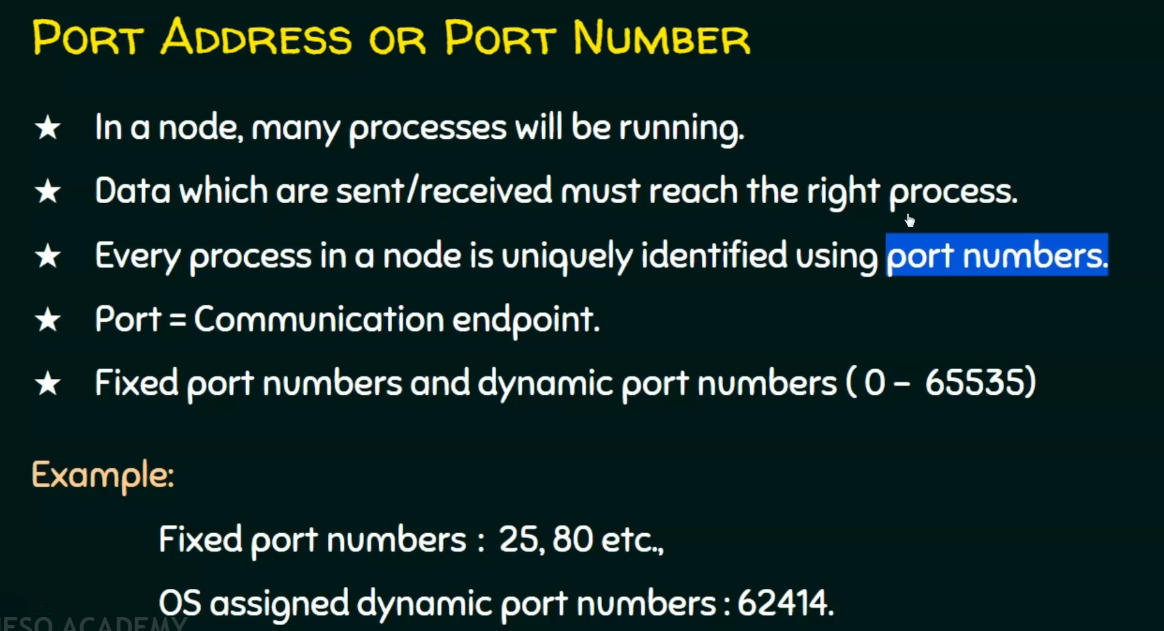 PORT ADDRESS OR PORT NUMBER
★ In a node, many processes will be running.
★ Data which are sent/received must reach the right process.
★ Every process in a node is uniquely identified using port numbers.
★ Port = Communication endpoint.
★ Fixed port numbers and dynamic port numbers ( 0 – 65535)
Example:
Fixed port numbers : 25, 80 etc.,
OS assigned dynamic port numbers : 62414.
ESO ACADEMY